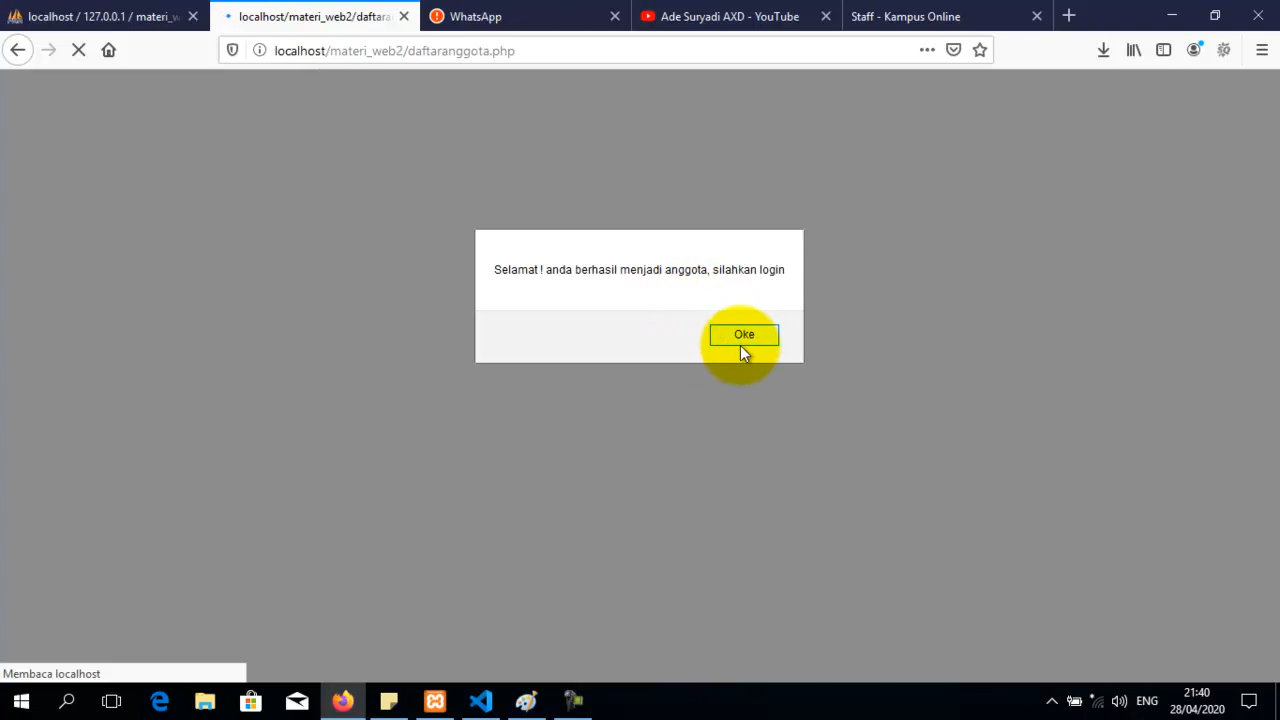 localhost / 127.0.0.1 / materi_w
localhost/materi_web2/daftara
WhatsApp
Ade Suryadi AXD - YouTube
Staff - Kampus Online
localhost/materi_web2/daftaranggota.php
Selamat ! anda berhasil menjadi anggota, silahkan login
Oke
Membaca localhost
ENG
21:40
28/04/2020